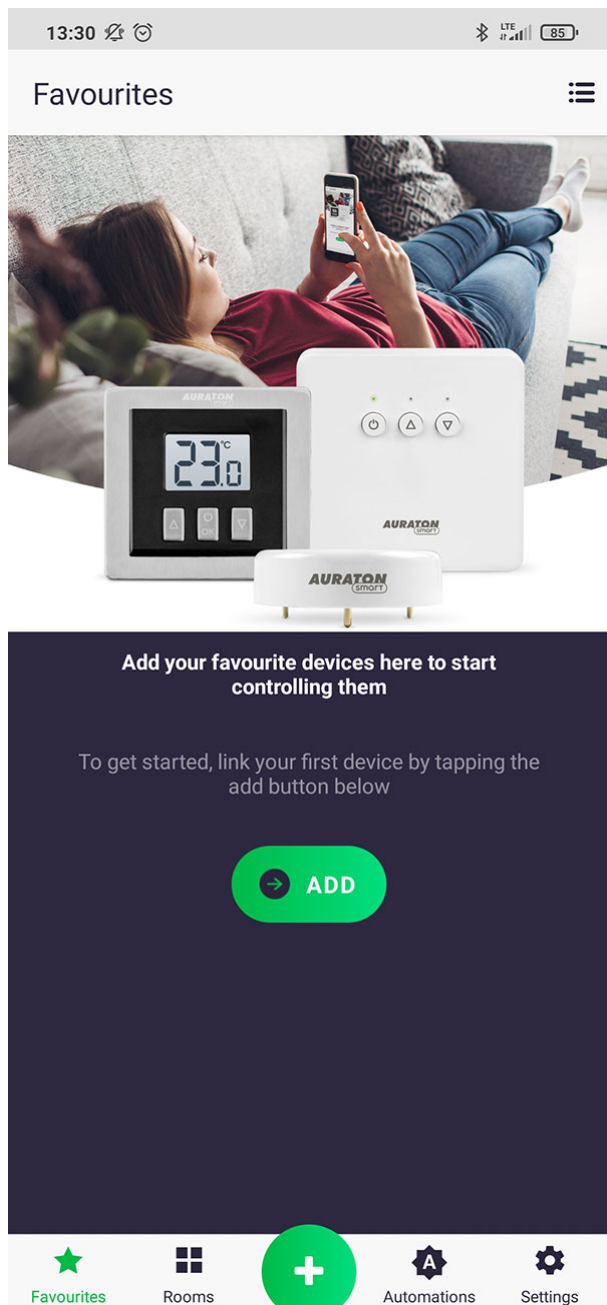 13:30
LTE
85
Favourites
AURATON
smart
23.0 °C
OK
AURATON
smart
AURATON
smart
Add your favourite devices here to start
controlling them
To get started, link your first device by tapping the
add button below
ADD
A
Favourites
Rooms
Automations
Settings